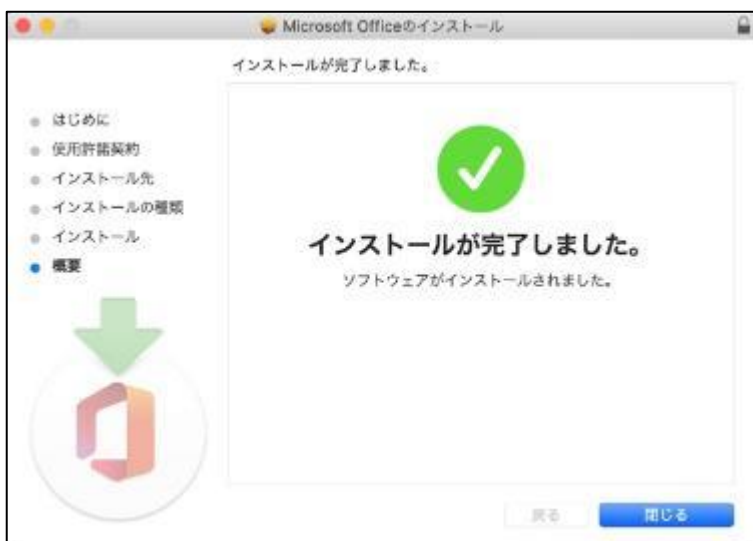 Microsoft Officeのインストール
インストールが完了しました。
はじめに
使用許諾契約
インストール先
インストールの種類
インストール
概要
インストールが完了しました。
ソフトウェアがインストールされました。
戻る
閉じる